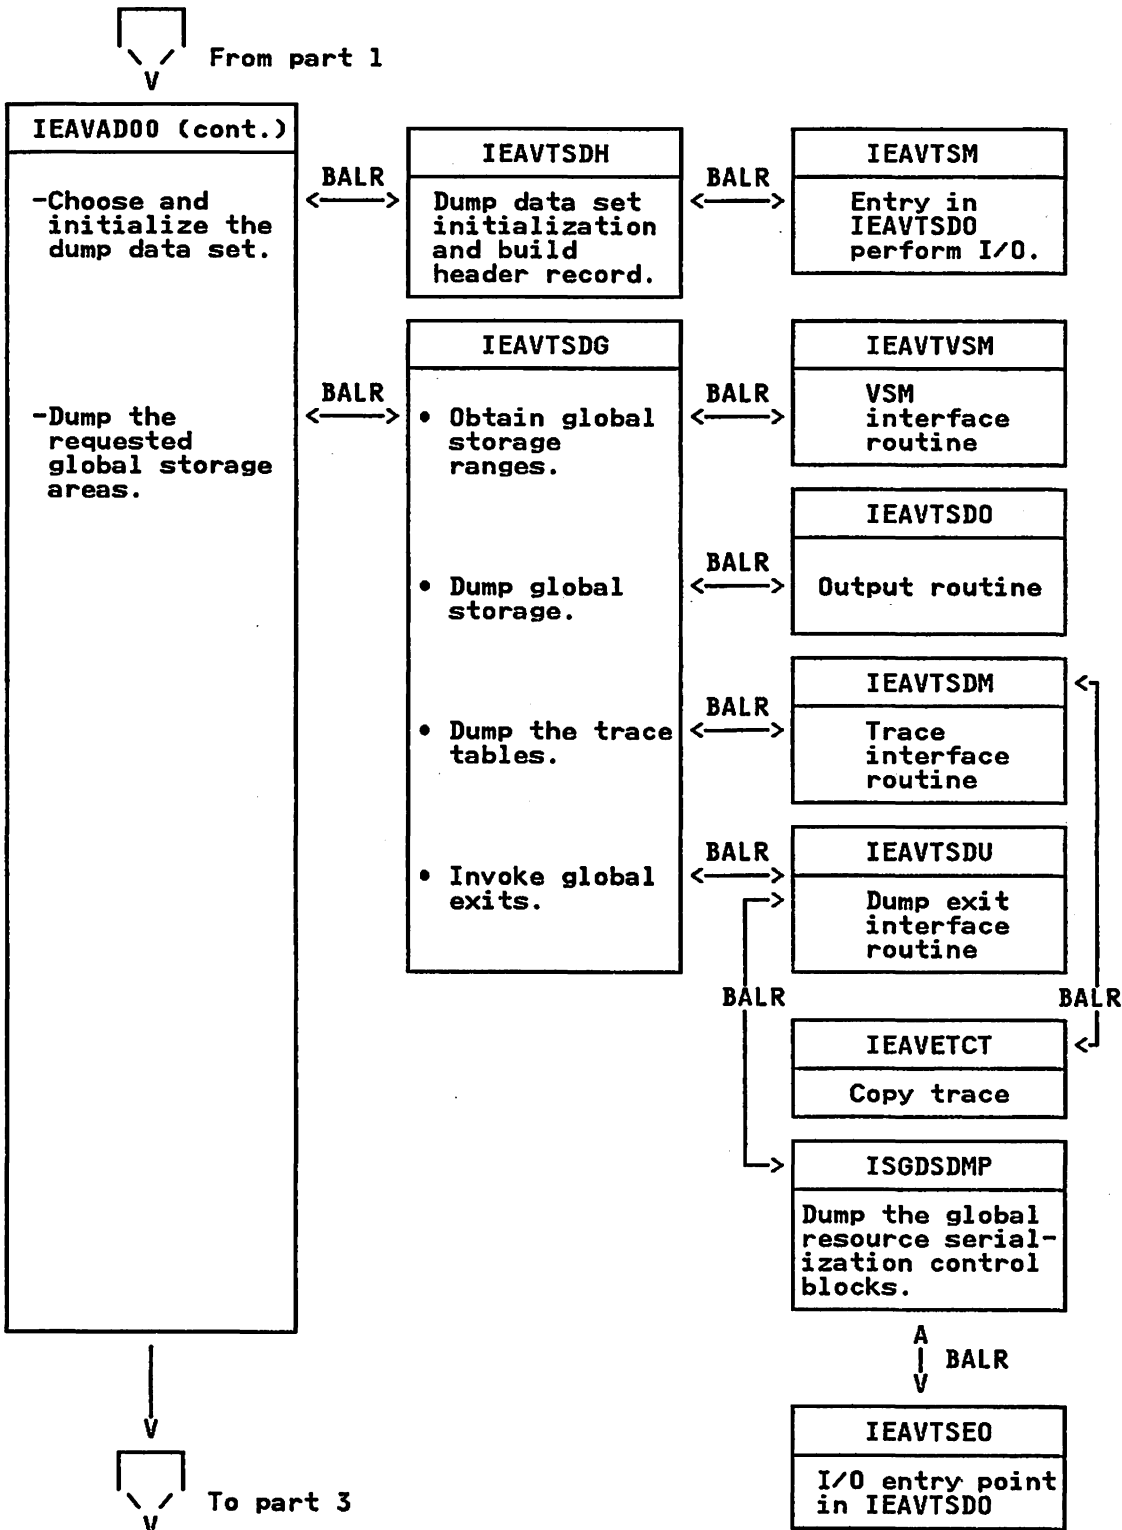 From part 1
IEAVAD00 (cont.)
-Choose and
initialize the
dump data set.
BALR
IEAVTSDH
Dump data set
initialization
and build
header record.
BALR
IEAVTSM
Entry in
IEAVTSDO
perform I/O.
-Dump the
requested
global storage
areas.
BALR
IEAVTSDG
• Obtain global
storage
ranges.
BALR
IEAVTVSM
VSM
interface
routine
• Dump global
storage.
BALR
IEAVTSDO
Output routine
• Dump the trace
tables.
BALR
IEAVTSDM
Trace
interface
routine
• Invoke global
exits.
BALR
IEAVTSDU
Dump exit
interface
routine
BALR
BALR
IEAVETCT
Copy trace
ISGDSDMP
Dump the global
resource serial-
ization control
blocks.
A
BALR
V
IEAVTSEO
I/O entry point
in IEAVTSDO
V
To part 3